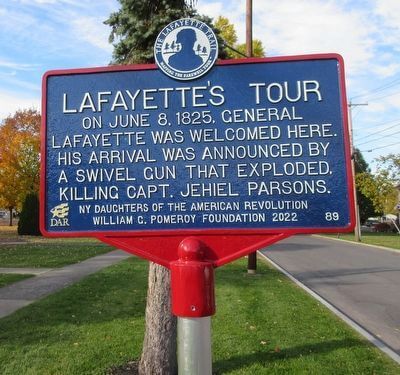 THE LAFAYETTE TRAIL
LAFAYETTE'S TOUR
ON JUNE 8, 1825, GENERAL
LAFAYETTE WAS WELCOMED HERE.
HIS ARRIVAL WAS ANNOUNCED BY
A SWIVEL GUN THAT EXPLODED,
KILLING CAPT. JEHIEL PARSONS.
NY DAUGHTERS OF THE AMERICAN REVOLUTION
WILLIAM G. POMEROY FOUNDATION 2022 89
DAR